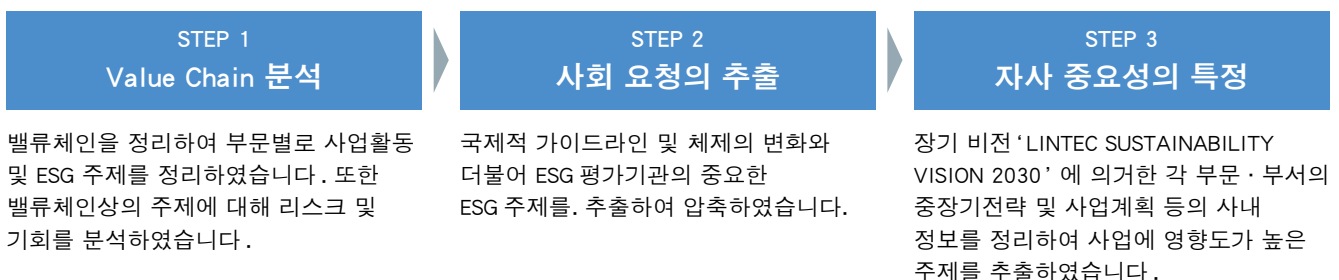 STEP 1
Value Chain 분석
밸류체인을 정리하여 부문별로 사업활동
및 ESG 주제를 정리하였습니다. 또한
밸류체인상의 주제에 대해 리스크 및
기회를 분석하였습니다.
STEP 2
사회 요청의 추출
국제적 가이드라인 및 체제의 변화와
더불어 ESG 평가기관의 중요한
ESG 주제를. 추출하여 압축하였습니다.
STEP 3
자사 중요성의 특정
장기 비전 ‘LINTEC SUSTAINABILITY
VISION 2030’ 에 의거한 각 부문 · 부서의
중장기전략 및 사업계획 등의 사내
정보를 정리하여 사업에 영향도가 높은
주제를 추출하였습니다.